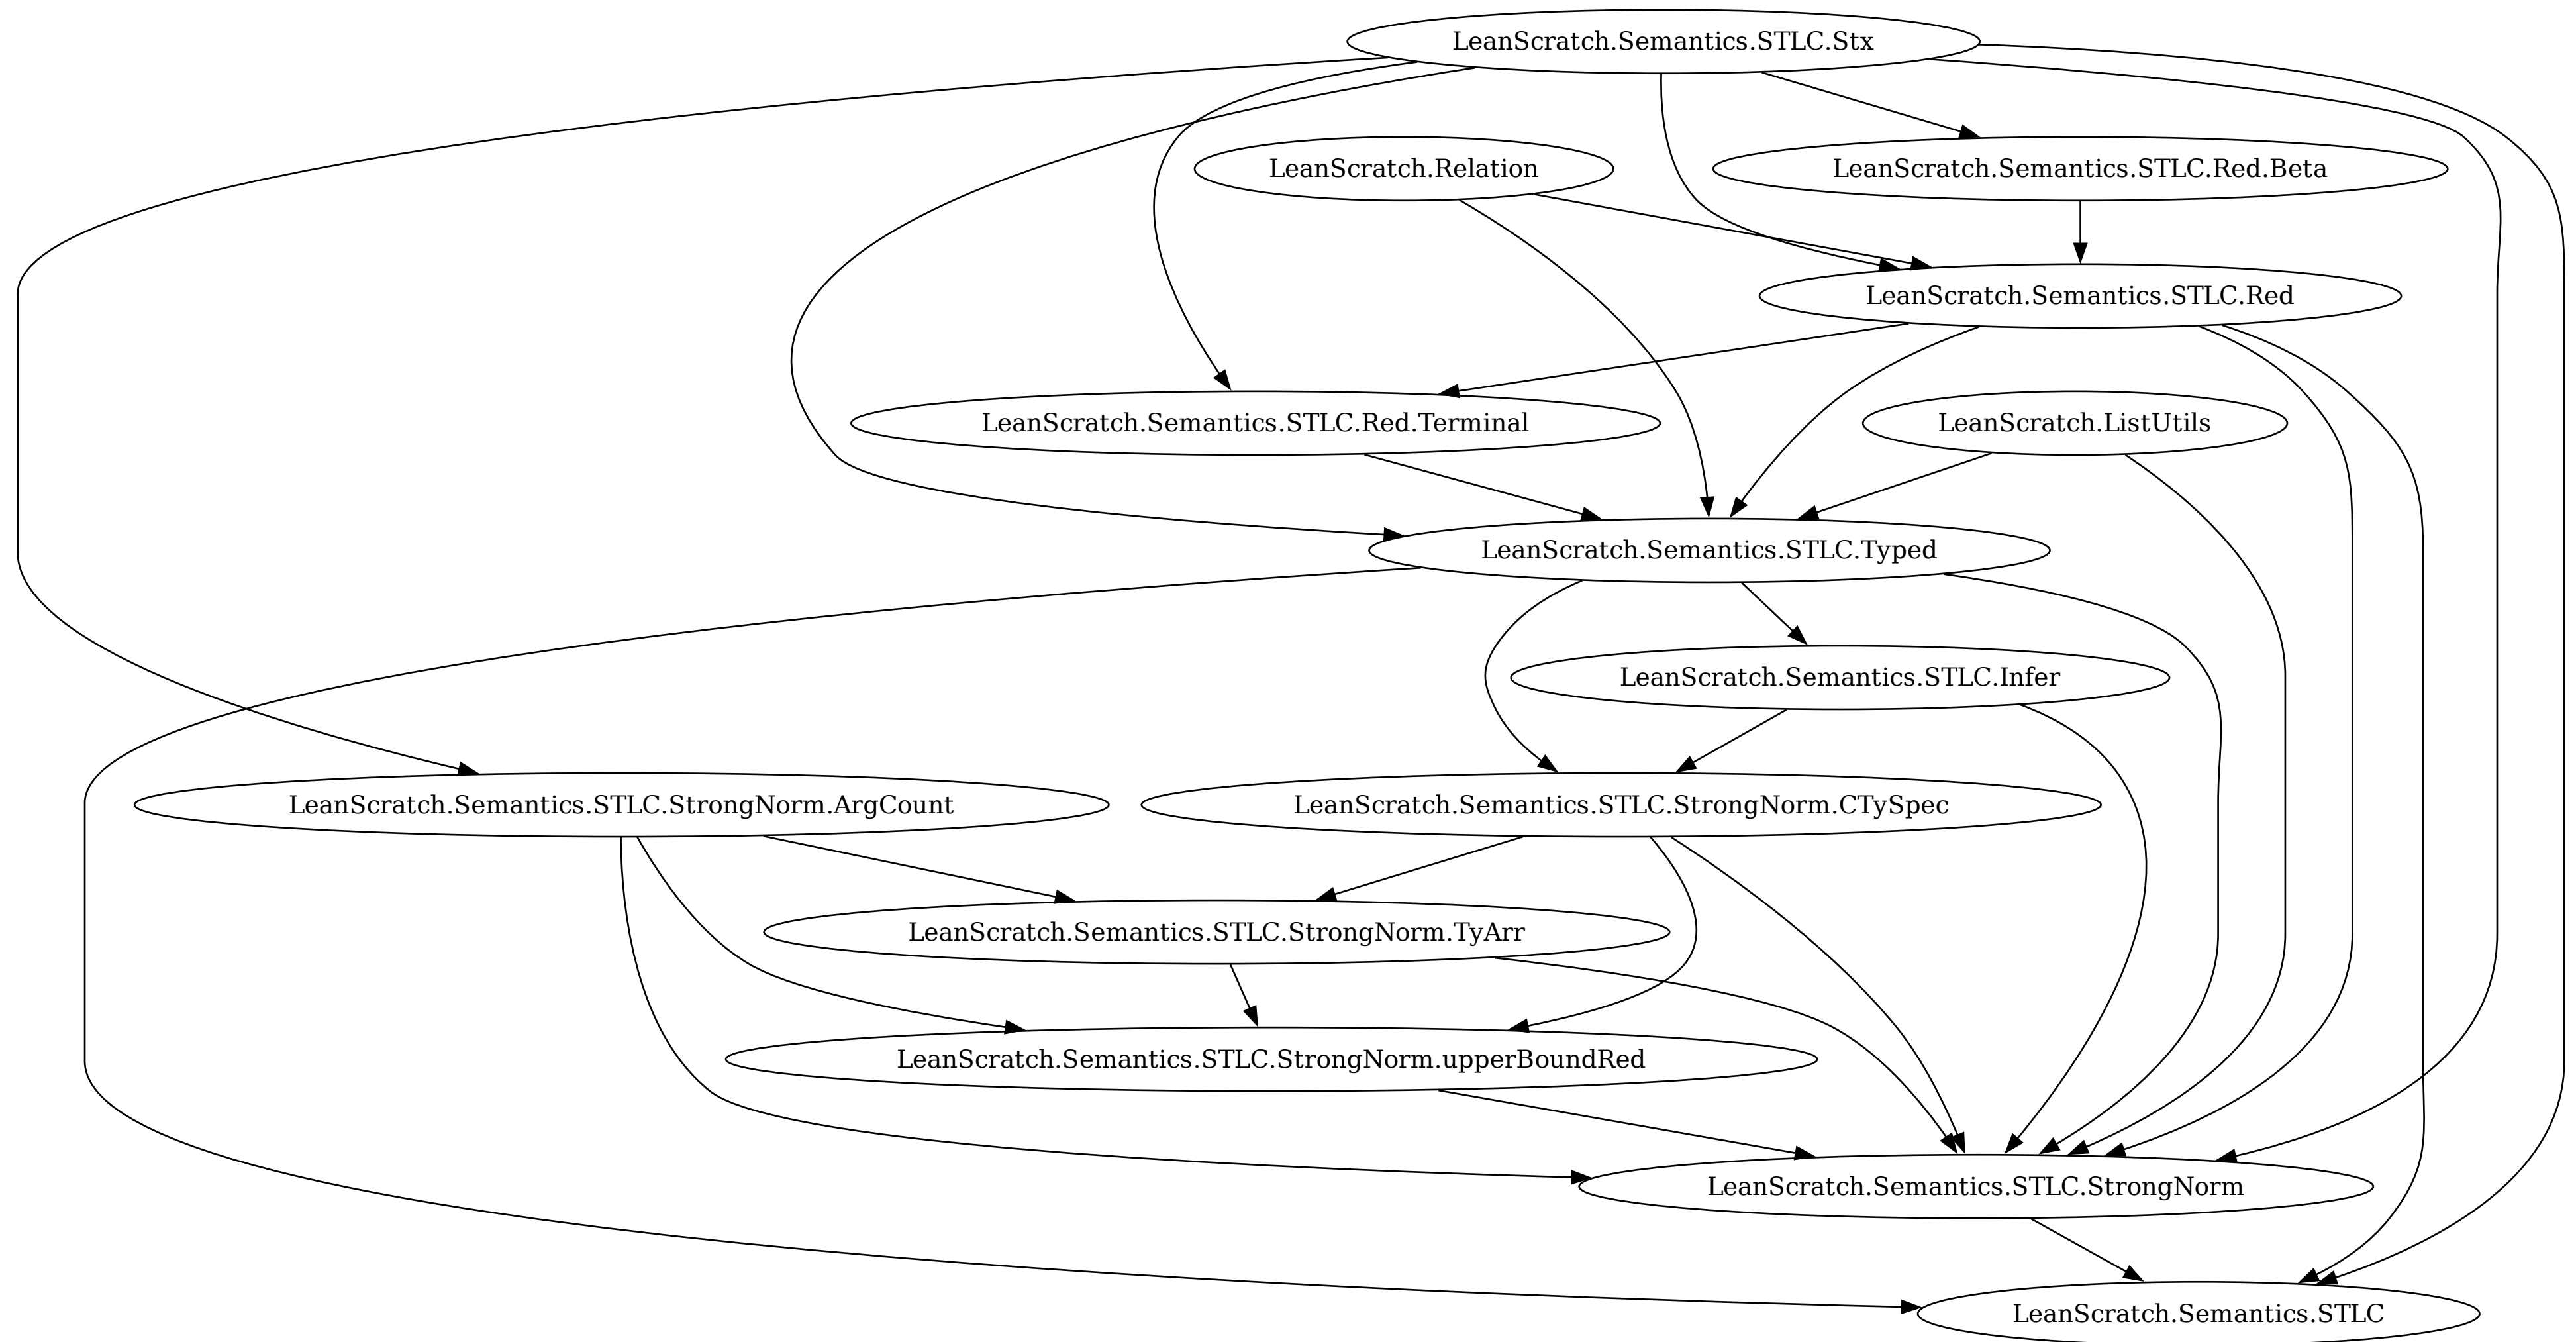 LeanScratch.Semantics.STLC.Stx
LeanScratch.Relation
LeanScratch.Semantics.STLC.Red.Beta
LeanScratch.Semantics.STLC.Red
LeanScratch.Semantics.STLC.Red.Terminal
LeanScratch.ListUtils
LeanScratch.Semantics.STLC.Typed
LeanScratch.Semantics.STLC.Infer
LeanScratch.Semantics.STLC.StrongNorm.ArgCount
LeanScratch.Semantics.STLC.StrongNorm.CTySpec
LeanScratch.Semantics.STLC.StrongNorm.TyArr
LeanScratch.Semantics.STLC.StrongNorm.upperBoundRed
LeanScratch.Semantics.STLC.StrongNorm
LeanScratch.Semantics.STLC